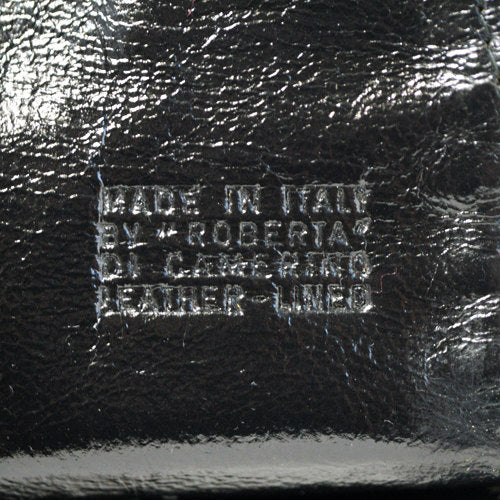 MADE IN ITALY
BY "ROBERTA"
DI CAMERINO
LEATHER-LINED